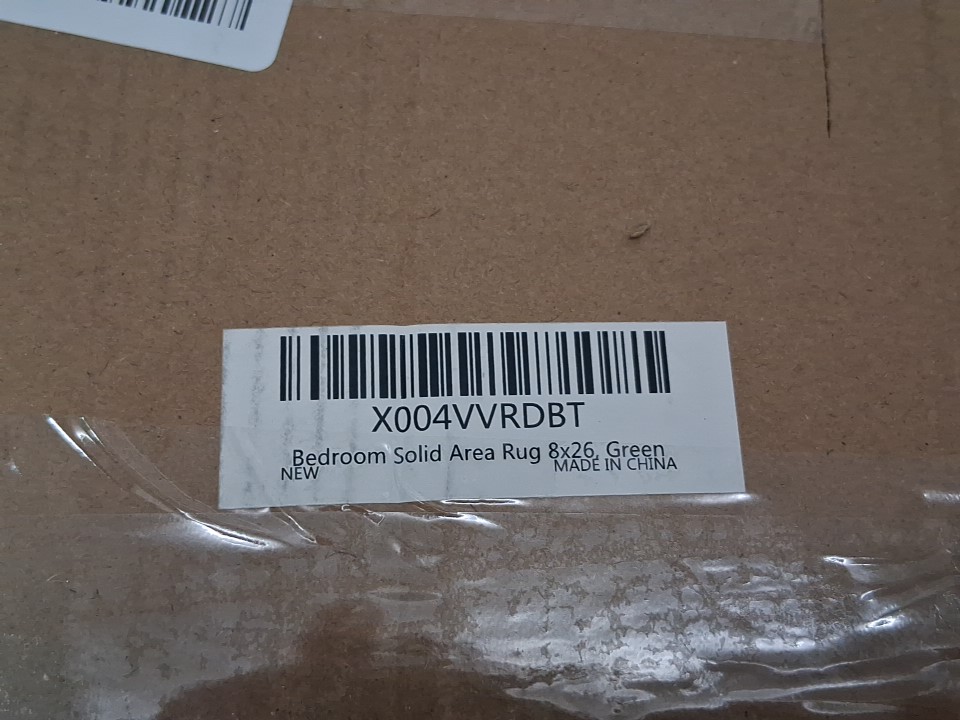 X004VVRDBT
Bedroom Solid Area Rug 8x26, Green
NEW
MADE IN CHINA